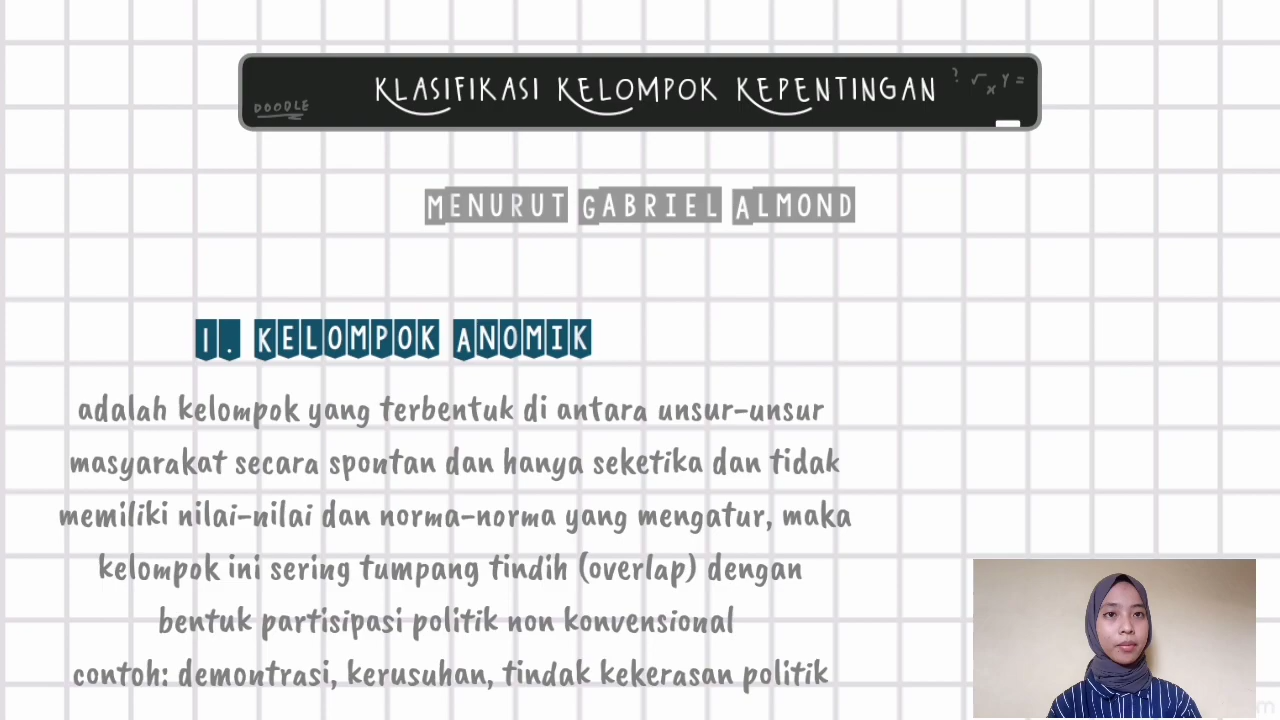 KLASIFIKASI KELOMPOK KEPENTINGAN
DOODLE
? √x y =
MENURUT GABRIEL ALMOND
1. KELOMPOK ANOMIK
adalah kelompok yang terbentuk di antara unsur-unsur
masyarakat secara spontan dan hanya seketika dan tidak
memiliki nilai-nilai dan norma-norma yang mengatur, maka
kelompok ini sering tumpang tindih (overlap) dengan
bentuk partisipasi politik non konvensional
contoh: demontrasi, kerusuhan, tindak kekerasan politik